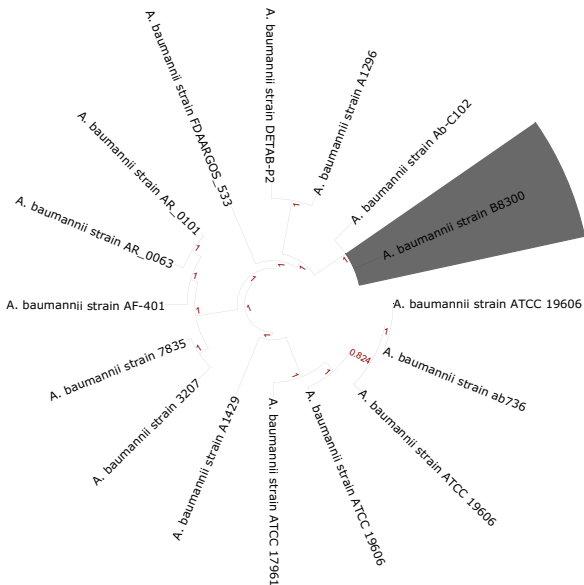 A. baumannii strain DETAB-P2
A. baumannii strain A1296
A. baumannii strain Ab-C102
A. baumannii strain B8300
A. baumannii strain ATCC 19606
A. baumannii strain ab736
A. baumannii strain ATCC 19606
A. baumannii strain ATCC 19606
A. baumannii strain ATCC 17961
A. baumannii strain A1429
A. baumannii strain 3207
A. baumannii strain 7835
A. baumannii strain AF-401
A. baumannii strain AR_0063
A. baumannii strain AR_0101
A. baumannii strain FDAARGOS_533
1
1
1
1
1
1
1
1
1
1
1
1
1
0.824